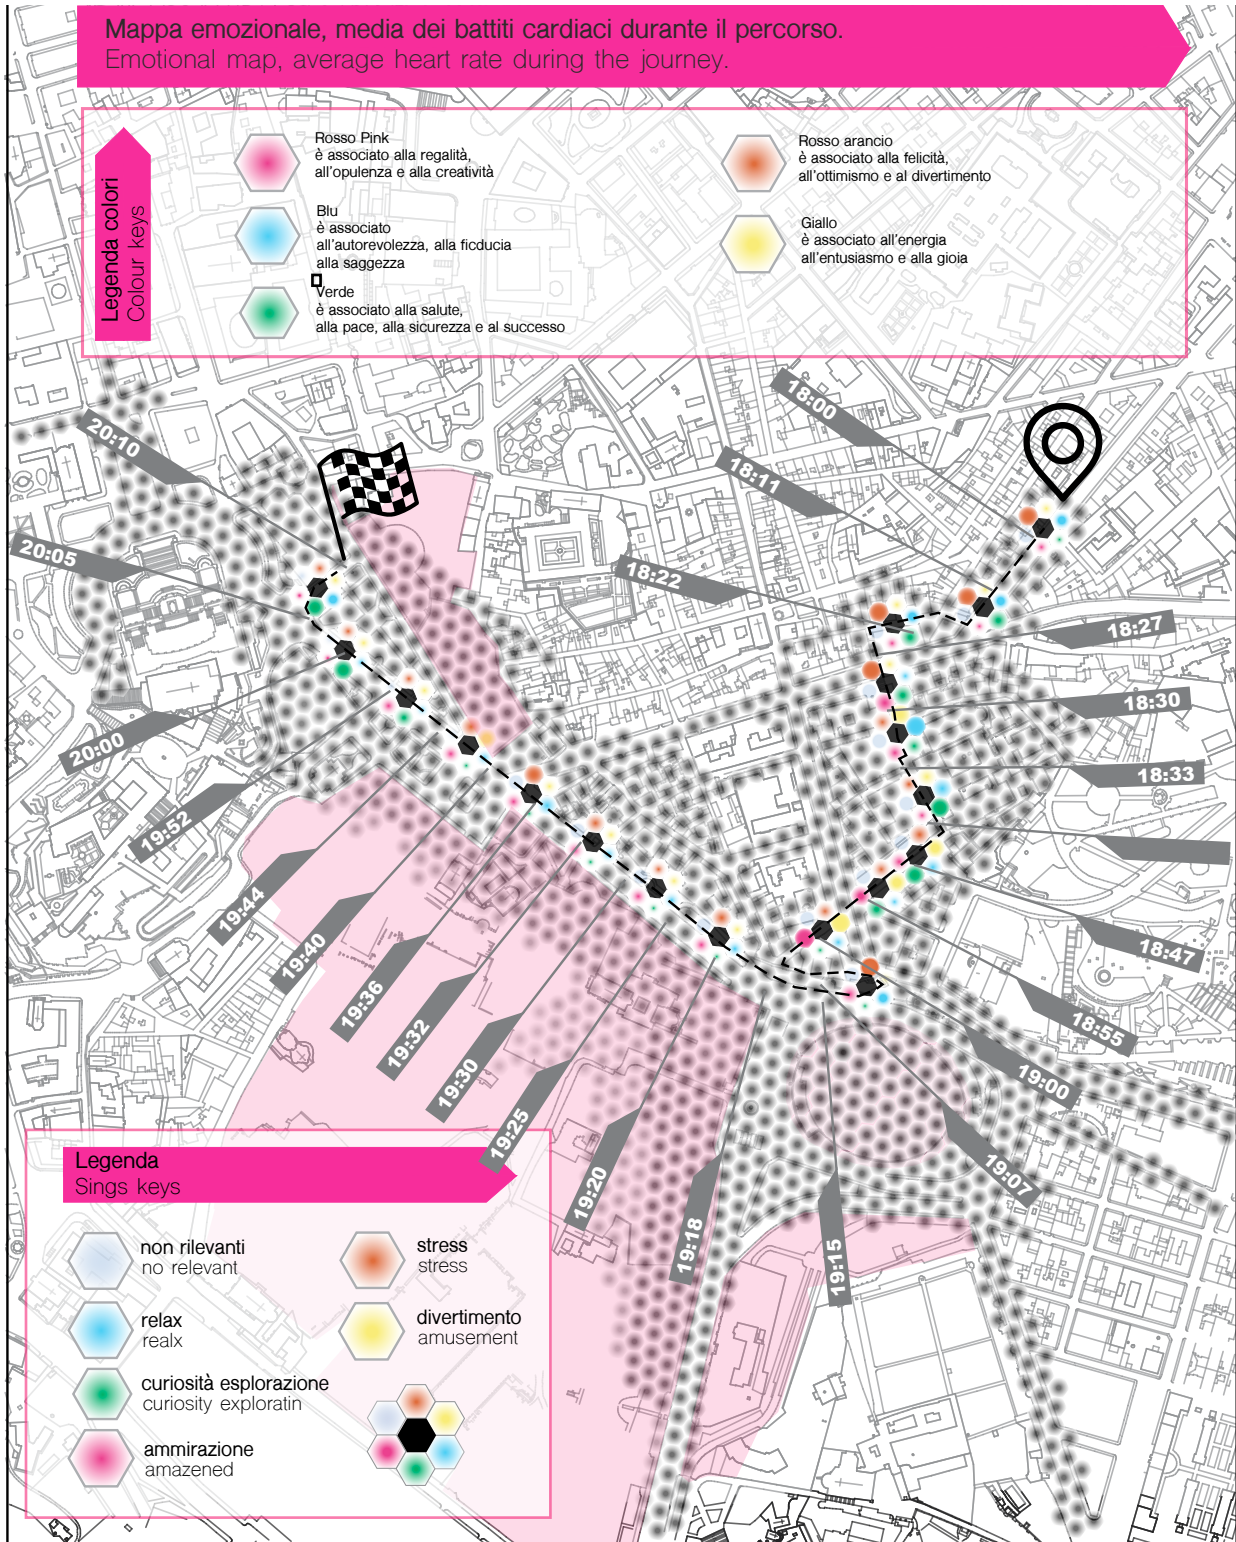 Mappa emozionale, media dei battiti cardiaci durante il percorso.
Emotional map, average heart rate during the journey.
Legenda colori
Colour keys
Rosso Pink
è associato alla regalità,
all'opulenza e alla creatività
Blu
è associato
all'autorevolezza, alla ficducia
alla saggezza
Verde
è associato alla salute,
alla pace, alla sicurezza e al successo
Rosso arancio
è associato alla felicità,
all'ottimismo e al divertimento
Giallo
è associato all'energia
all'entusiasmo e alla gioia
18:00
18:11
18:22
18:27
18:30
18:33
18:47
18:55
19:00
19:07
19:15
19:18
19:20
19:25
19:30
19:32
19:36
19:40
19:44
19:52
20:00
20:05
20:10
Legenda
Sings keys
non rilevanti
no relevant
relax
realx
curiosità esplorazione
curiosity exploratin
ammirazione
amazened
stress
stress
divertimento
amusement